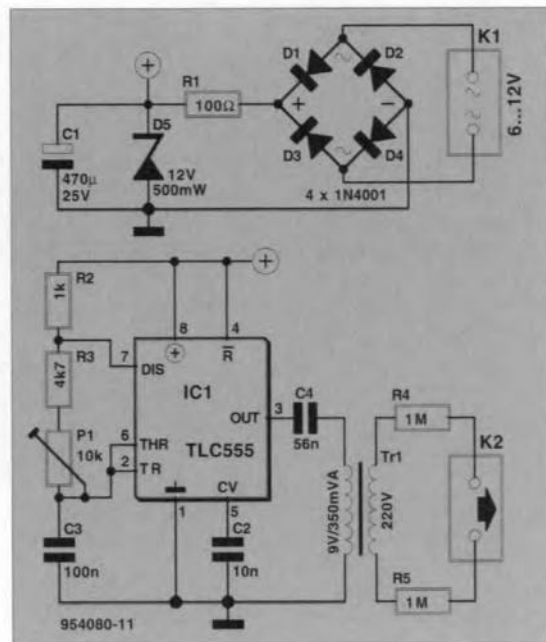 K1
D1
D2
R1
100Ω
+
−
6...12V
D5
C1
470µ
25V
12V
500mW
D3
D4
4 x 1N4001
R2
1k
8
4
R
R3
4k7
7
DIS
IC1
C4
3
OUT
56n
R4
1M
K2
P1
10k
6
THR
2
TR
TLC555
Tr1
9V/350mVA
220V
C3
100n
1
CV
5
C2
10n
R5
1M
954080-11